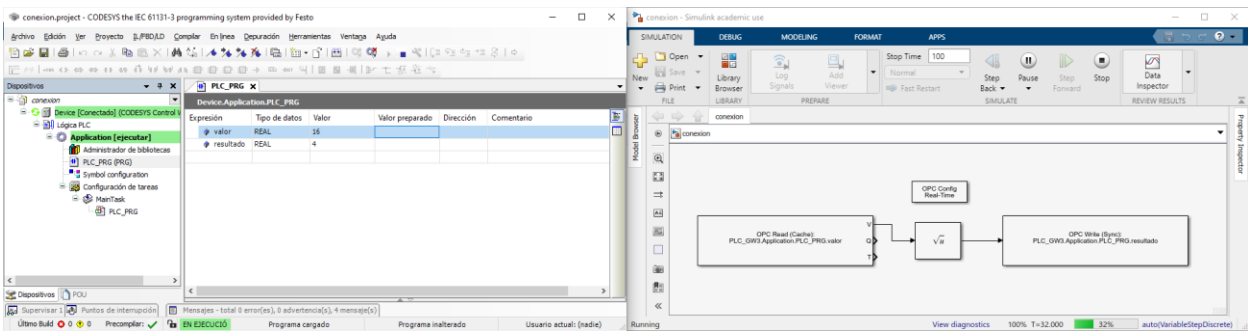 conexion.project - CODESYS the IEC 61131-3 programming system provided by Festo
Archivo Edición Ver Proyecto IL/FBD/LD Compilar En línea Depuración Herramientas Ventana Ayuda
Dispositivos
conexion
Device [Conectado] (CODESYS Control
Lógica PLC
Application [ejecutar]
Administrador de bibliotecas
PLC_PRG (PRG)
Symbol configuration
Configuración de tareas
MainTask
PLC_PRG
Dispositivos POU
PLC_PRG
Device.Application.PLC_PRG
Expresión Tipo de datos Valor Valor preparado Dirección Comentario
valor REAL 16
resultado REAL 4
Supervisar 1 Puntos de interrupción Mensajes - total 0 error(es), 0 advertencia(s), 4 mensaje(s)
Último Build 0 0 Precompilar: EN EJECUCIÓ Programa cargado Programa inalterado Usuario actual: (nadie)
conexion - Simulink academic use
SIMULATION DEBUG MODELING FORMAT APPS
New
Open
Save
Print
FILE
Library Browser
LIBRARY
Log Signals
Add Viewer
PREPARE
Stop Time 100
Normal
Fast Restart
Step Back
Pause
Step Forward
Stop
SIMULATE
Data Inspector
REVIEW RESULTS
conexion
conexion
Model Browser
Property Inspector
OPC Config
Real-Time
OPC Read (Cache):
PLC_GW3.Application.PLC_PRG.valor
V
Q
T
√u
OPC Write (Sync):
PLC_GW3.Application.PLC_PRG.resultado
Running View diagnostics 100% T=32.000 32% auto(VariableStepDiscrete)